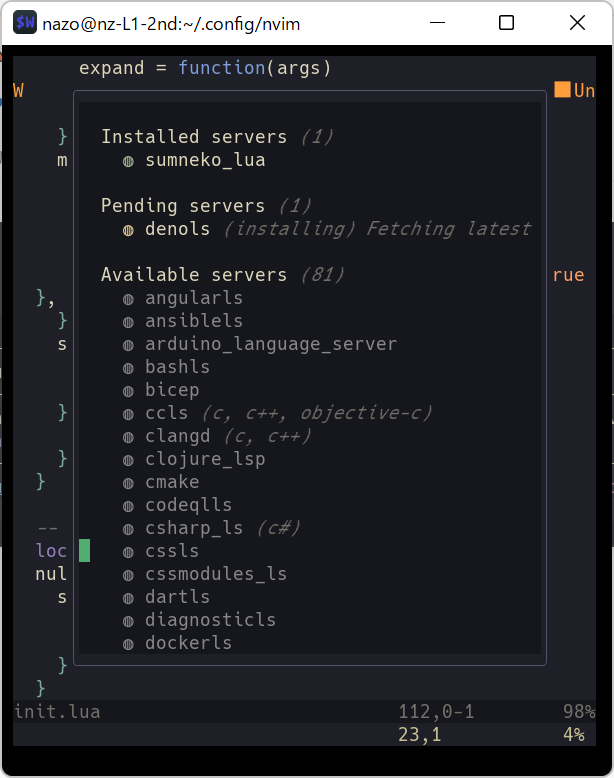 $W nazo@nz-L1-2nd:~/.config/nvim
expand = function(args)
W Un
} Installed servers (1)
m ◍ sumneko_lua
Pending servers (1)
◍ denols (installing) Fetching latest
Available servers (81) rue
}, ◍ angularls
} ◍ ansiblels
s ◍ arduino_language_server
◍ bashls
◍ bicep
} ◍ ccls (c, c++, objective-c)
◍ clangd (c, c++)
} ◍ clojure_lsp
} ◍ cmake
◍ codeqlls
-- ◍ csharp_ls (c#)
loc ◍ cssls
nul ◍ cssmodules_ls
s ◍ dartls
◍ diagnosticls
◍ dockerls
}
}
init.lua 112,0-1 98%
23,1 4%